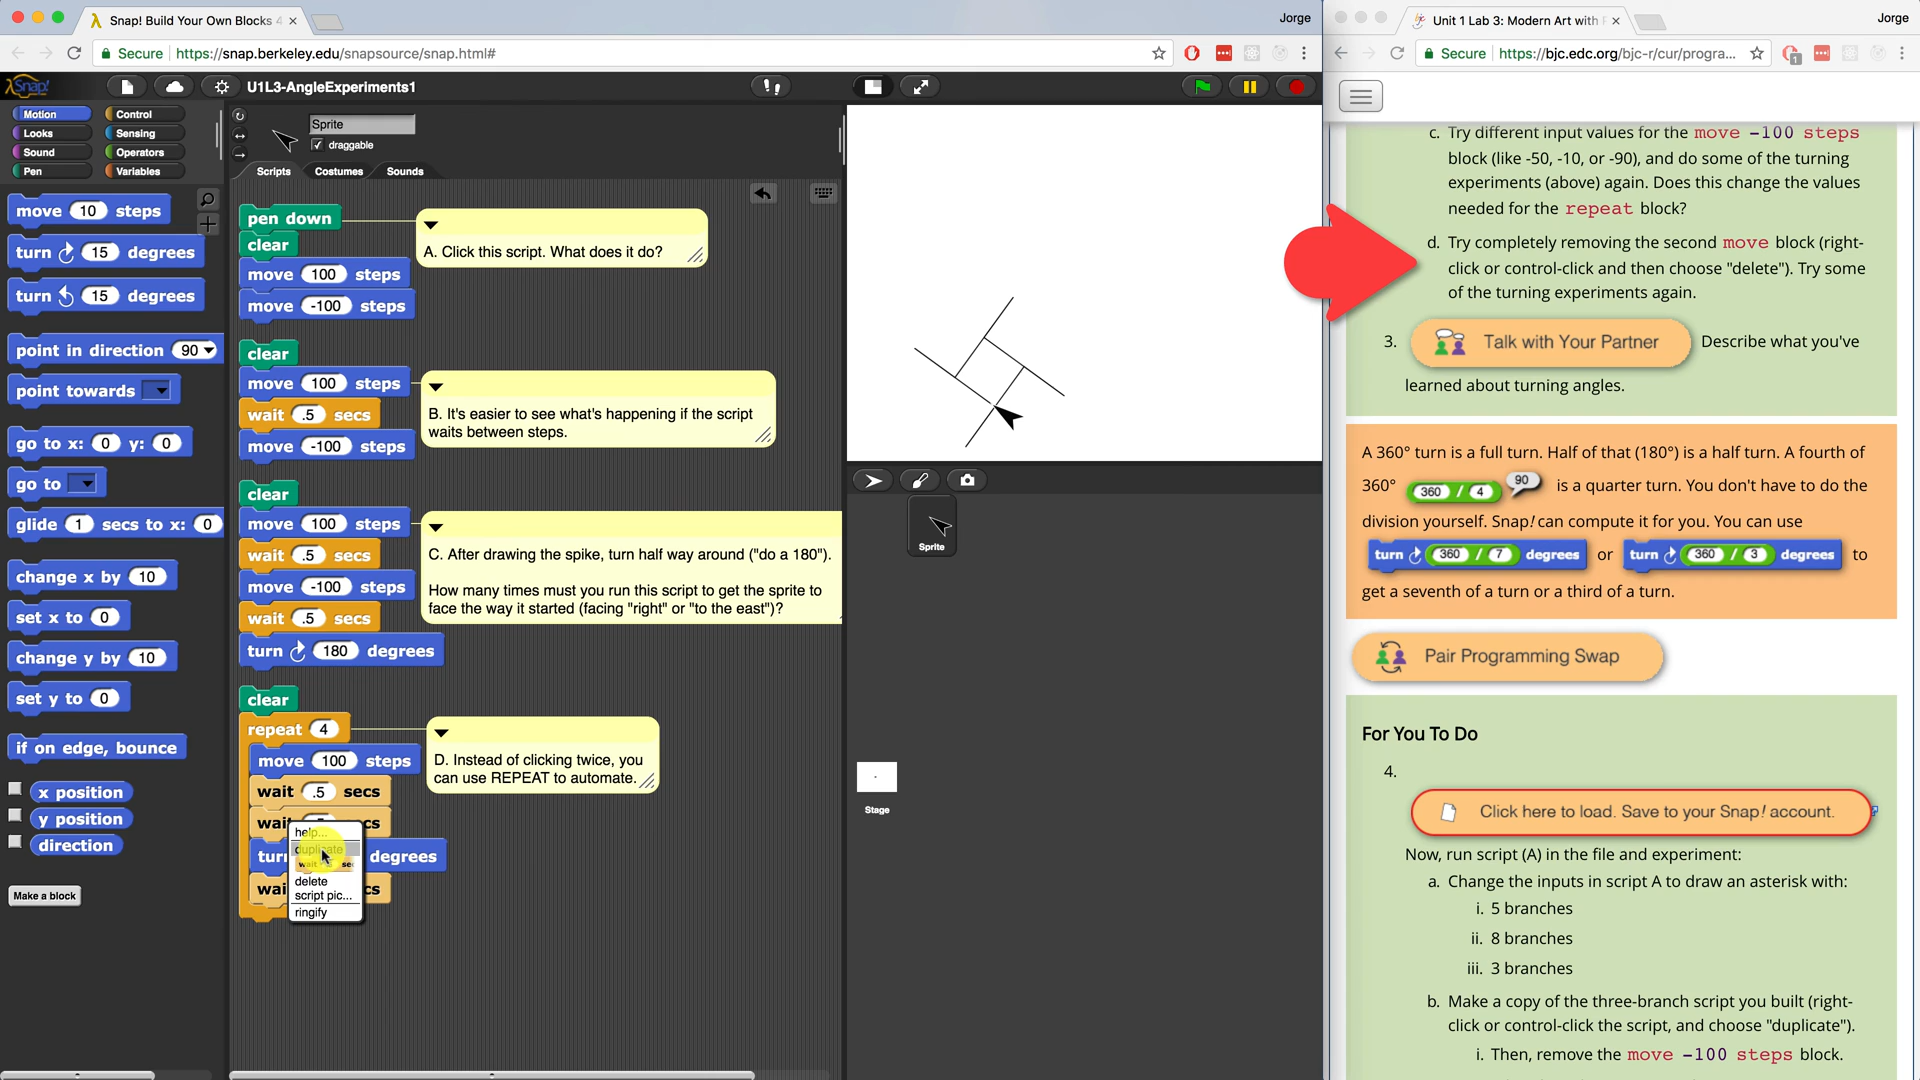 Snap! Build Your Own Blocks 4
Jorge
Secure https://snap.berkeley.edu/snapsource/snap.html#
Snap!
U1L3-AngleExperiments1
Motion
Control
Looks
Sensing
Sound
Operators
Pen
Variables
Sprite
draggable
Scripts
Costumes
Sounds
move 10 steps
turn 15 degrees
turn 15 degrees
point in direction 90
point towards
go to x: 0 y: 0
go to
glide 1 secs to x: 0
change x by 10
set x to 0
change y by 10
set y to 0
if on edge, bounce
x position
y position
direction
Make a block
pen down
clear
move 100 steps
move -100 steps
A. Click this script. What does it do?
clear
move 100 steps
wait .5 secs
move -100 steps
B. It's easier to see what's happening if the script
waits between steps.
clear
move 100 steps
wait .5 secs
move -100 steps
wait .5 secs
turn 180 degrees
C. After drawing the spike, turn half way around ("do a 180").
How many times must you run this script to get the sprite to
face the way it started (facing "right" or "to the east")?
clear
repeat 4
move 100 steps
wait .5 secs
D. Instead of clicking twice, you
can use REPEAT to automate.
degrees
help...
duplicate
delete
script pic...
ringify
Sprite
Stage
Unit 1 Lab 3: Modern Art with
Jorge
Secure https://bjc.edc.org/bjc-r/cur/progra...
1
c. Try different input values for the move -100 steps
block (like -50, -10, or -90), and do some of the turning
experiments (above) again. Does this change the values
needed for the repeat block?
d. Try completely removing the second move block (right-
click or control-click and then choose "delete"). Try some
of the turning experiments again.
3. Talk with Your Partner Describe what you've
learned about turning angles.
A 360° turn is a full turn. Half of that (180°) is a half turn. A fourth of
360° 360 / 4 90 is a quarter turn. You don't have to do the
division yourself. Snap! can compute it for you. You can use
turn 360 / 7 degrees or turn 360 / 3 degrees to
get a seventh of a turn or a third of a turn.
Pair Programming Swap
For You To Do
4.
Click here to load. Save to your Snap! account.
Now, run script (A) in the file and experiment:
a. Change the inputs in script A to draw an asterisk with:
i. 5 branches
ii. 8 branches
iii. 3 branches
b. Make a copy of the three-branch script you built (right-
click or control-click the script, and choose "duplicate").
i. Then, remove the move -100 steps block.